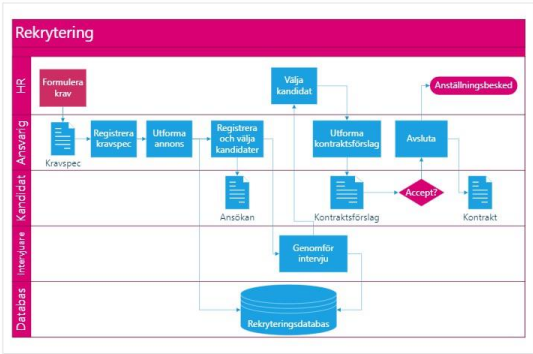 Rekrytering
HR
Formulera
krav
Välja
kandidat
Anställningsbesked
Ansvarig
Kravspec
Registrera
kravspec
Utforma
annons
Registrera
och välja
kandidater
Utforma
kontraktsförslag
Avsluta
Kandidat
Ansökan
Kontraktsförslag
Accept?
Kontrakt
Intervjuare
Genomför
intervju
Databas
Rekryteringsdatabas